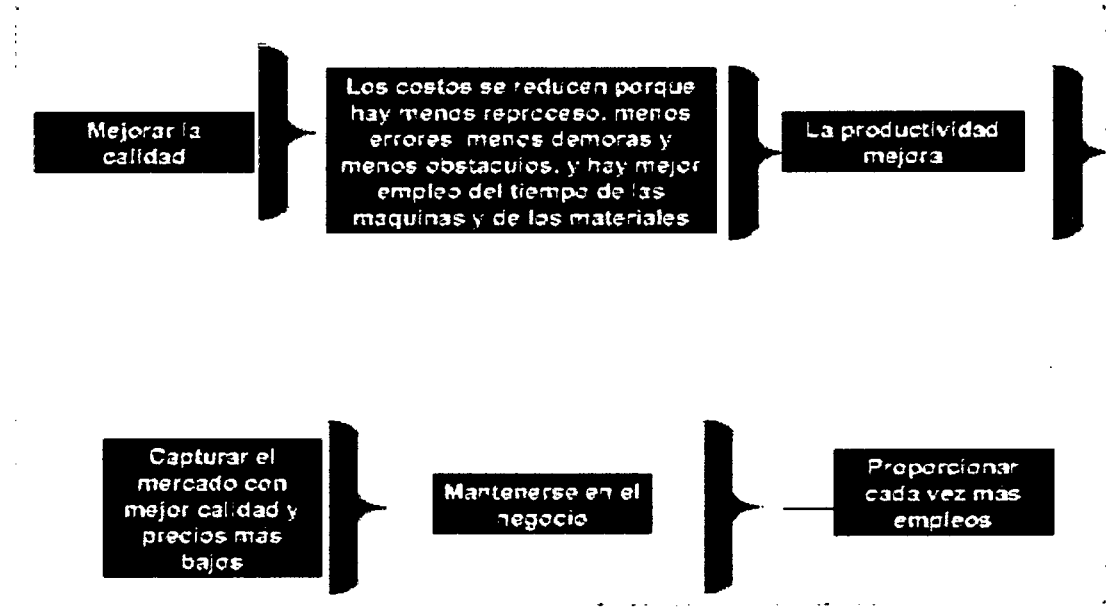 Mejorar la
calidad
Los costos se reducen porque
hay menos reproceso, menos
errores, menos demoras y
menos obstaculos, y hay mejor
empleo del tiempo de las
maquinas y de los materiales
La productividad
mejora
Capturar el
mercado con
mejor calidad y
precios mas
bajos
Mantenerse en el
negocio
Proporcionar
cada vez más
empleos